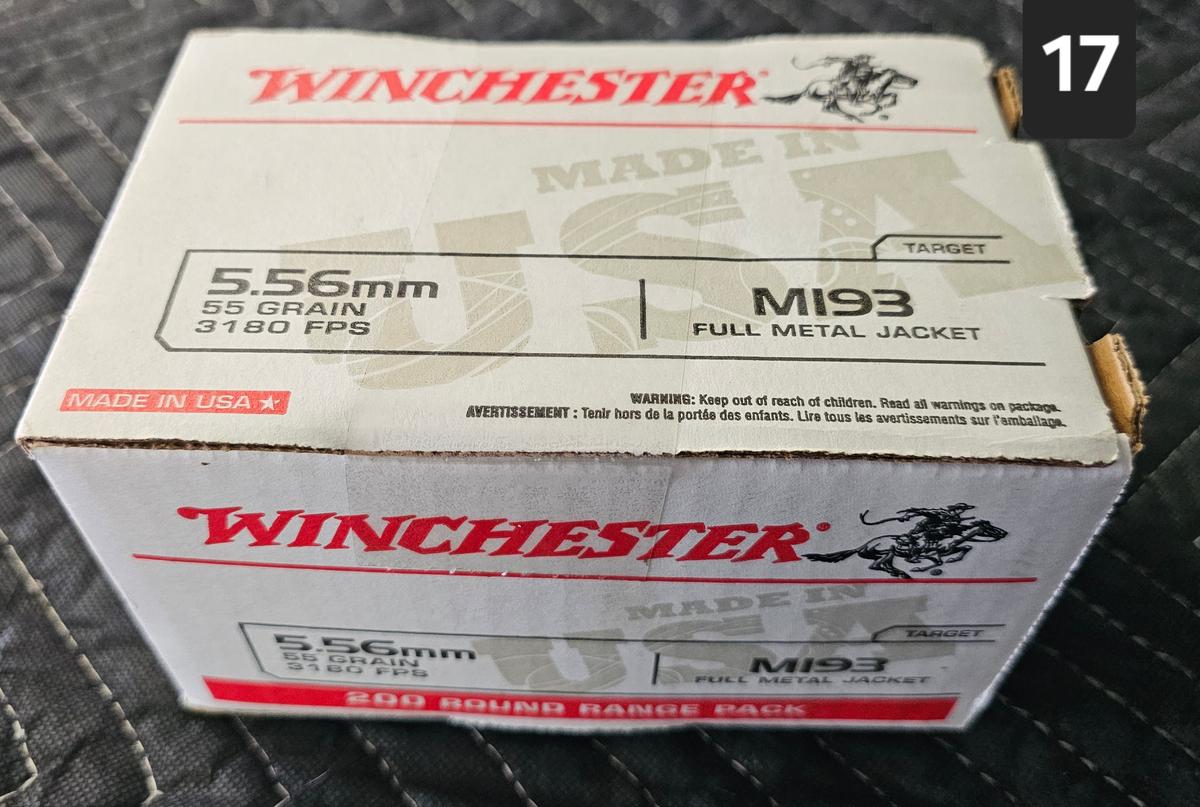 17
WINCHESTER®
MADE IN
USA
TARGET
5.56mm
55 GRAIN
3180 FPS
M193
FULL METAL JACKET
MADE IN USA ★
WARNING: Keep out of reach of children. Read all warnings on package.
AVERTISSEMENT : Tenir hors de la portée des enfants. Lire tous les avertissements sur l'emballage.
WINCHESTER®
MADE IN
USA
TARGET
5.56mm
55 GRAIN
3180 FPS
M193
FULL METAL JACKET
200 ROUND RANGE PACK